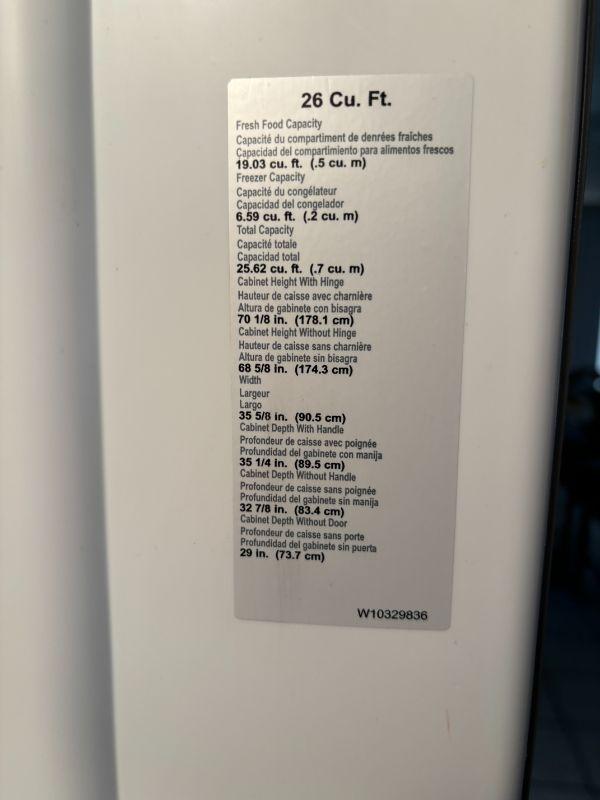 26 Cu. Ft.
Fresh Food Capacity
Capacité du compartiment de denrées fraîches
Capacidad del compartimiento para alimentos frescos
19.03 cu. ft. (.5 cu. m)
Freezer Capacity
Capacité du congélateur
Capacidad del congelador
6.59 cu. ft. (.2 cu. m)
Total Capacity
Capacité totale
Capacidad total
25.62 cu. ft. (.7 cu. m)
Cabinet Height With Hinge
Hauteur de caisse avec charnière
Altura de gabinete con bisagra
70 1/8 in. (178.1 cm)
Cabinet Height Without Hinge
Hauteur de caisse sans charnière
Altura de gabinete sin bisagra
68 5/8 in. (174.3 cm)
Width
Largeur
Largo
35 5/8 in. (90.5 cm)
Cabinet Depth With Handle
Profondeur de caisse avec poignée
Profundidad del gabinete con manija
35 1/4 in. (89.5 cm)
Cabinet Depth Without Handle
Profondeur de caisse sans poignée
Profundidad del gabinete sin manija
32 7/8 in. (83.4 cm)
Cabinet Depth Without Door
Profondeur de caisse sans porte
Profundidad del gabinete sin puerta
29 in. (73.7 cm)
W10329836